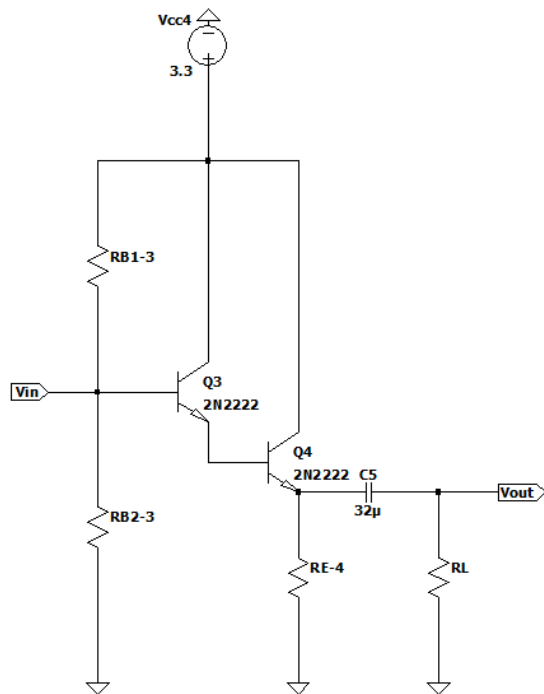 Vcc4
3.3
RB1-3
Vin
Q3
2N2222
Q4
2N2222 C5
32µ
RB2-3
RE-4
RL
Vout